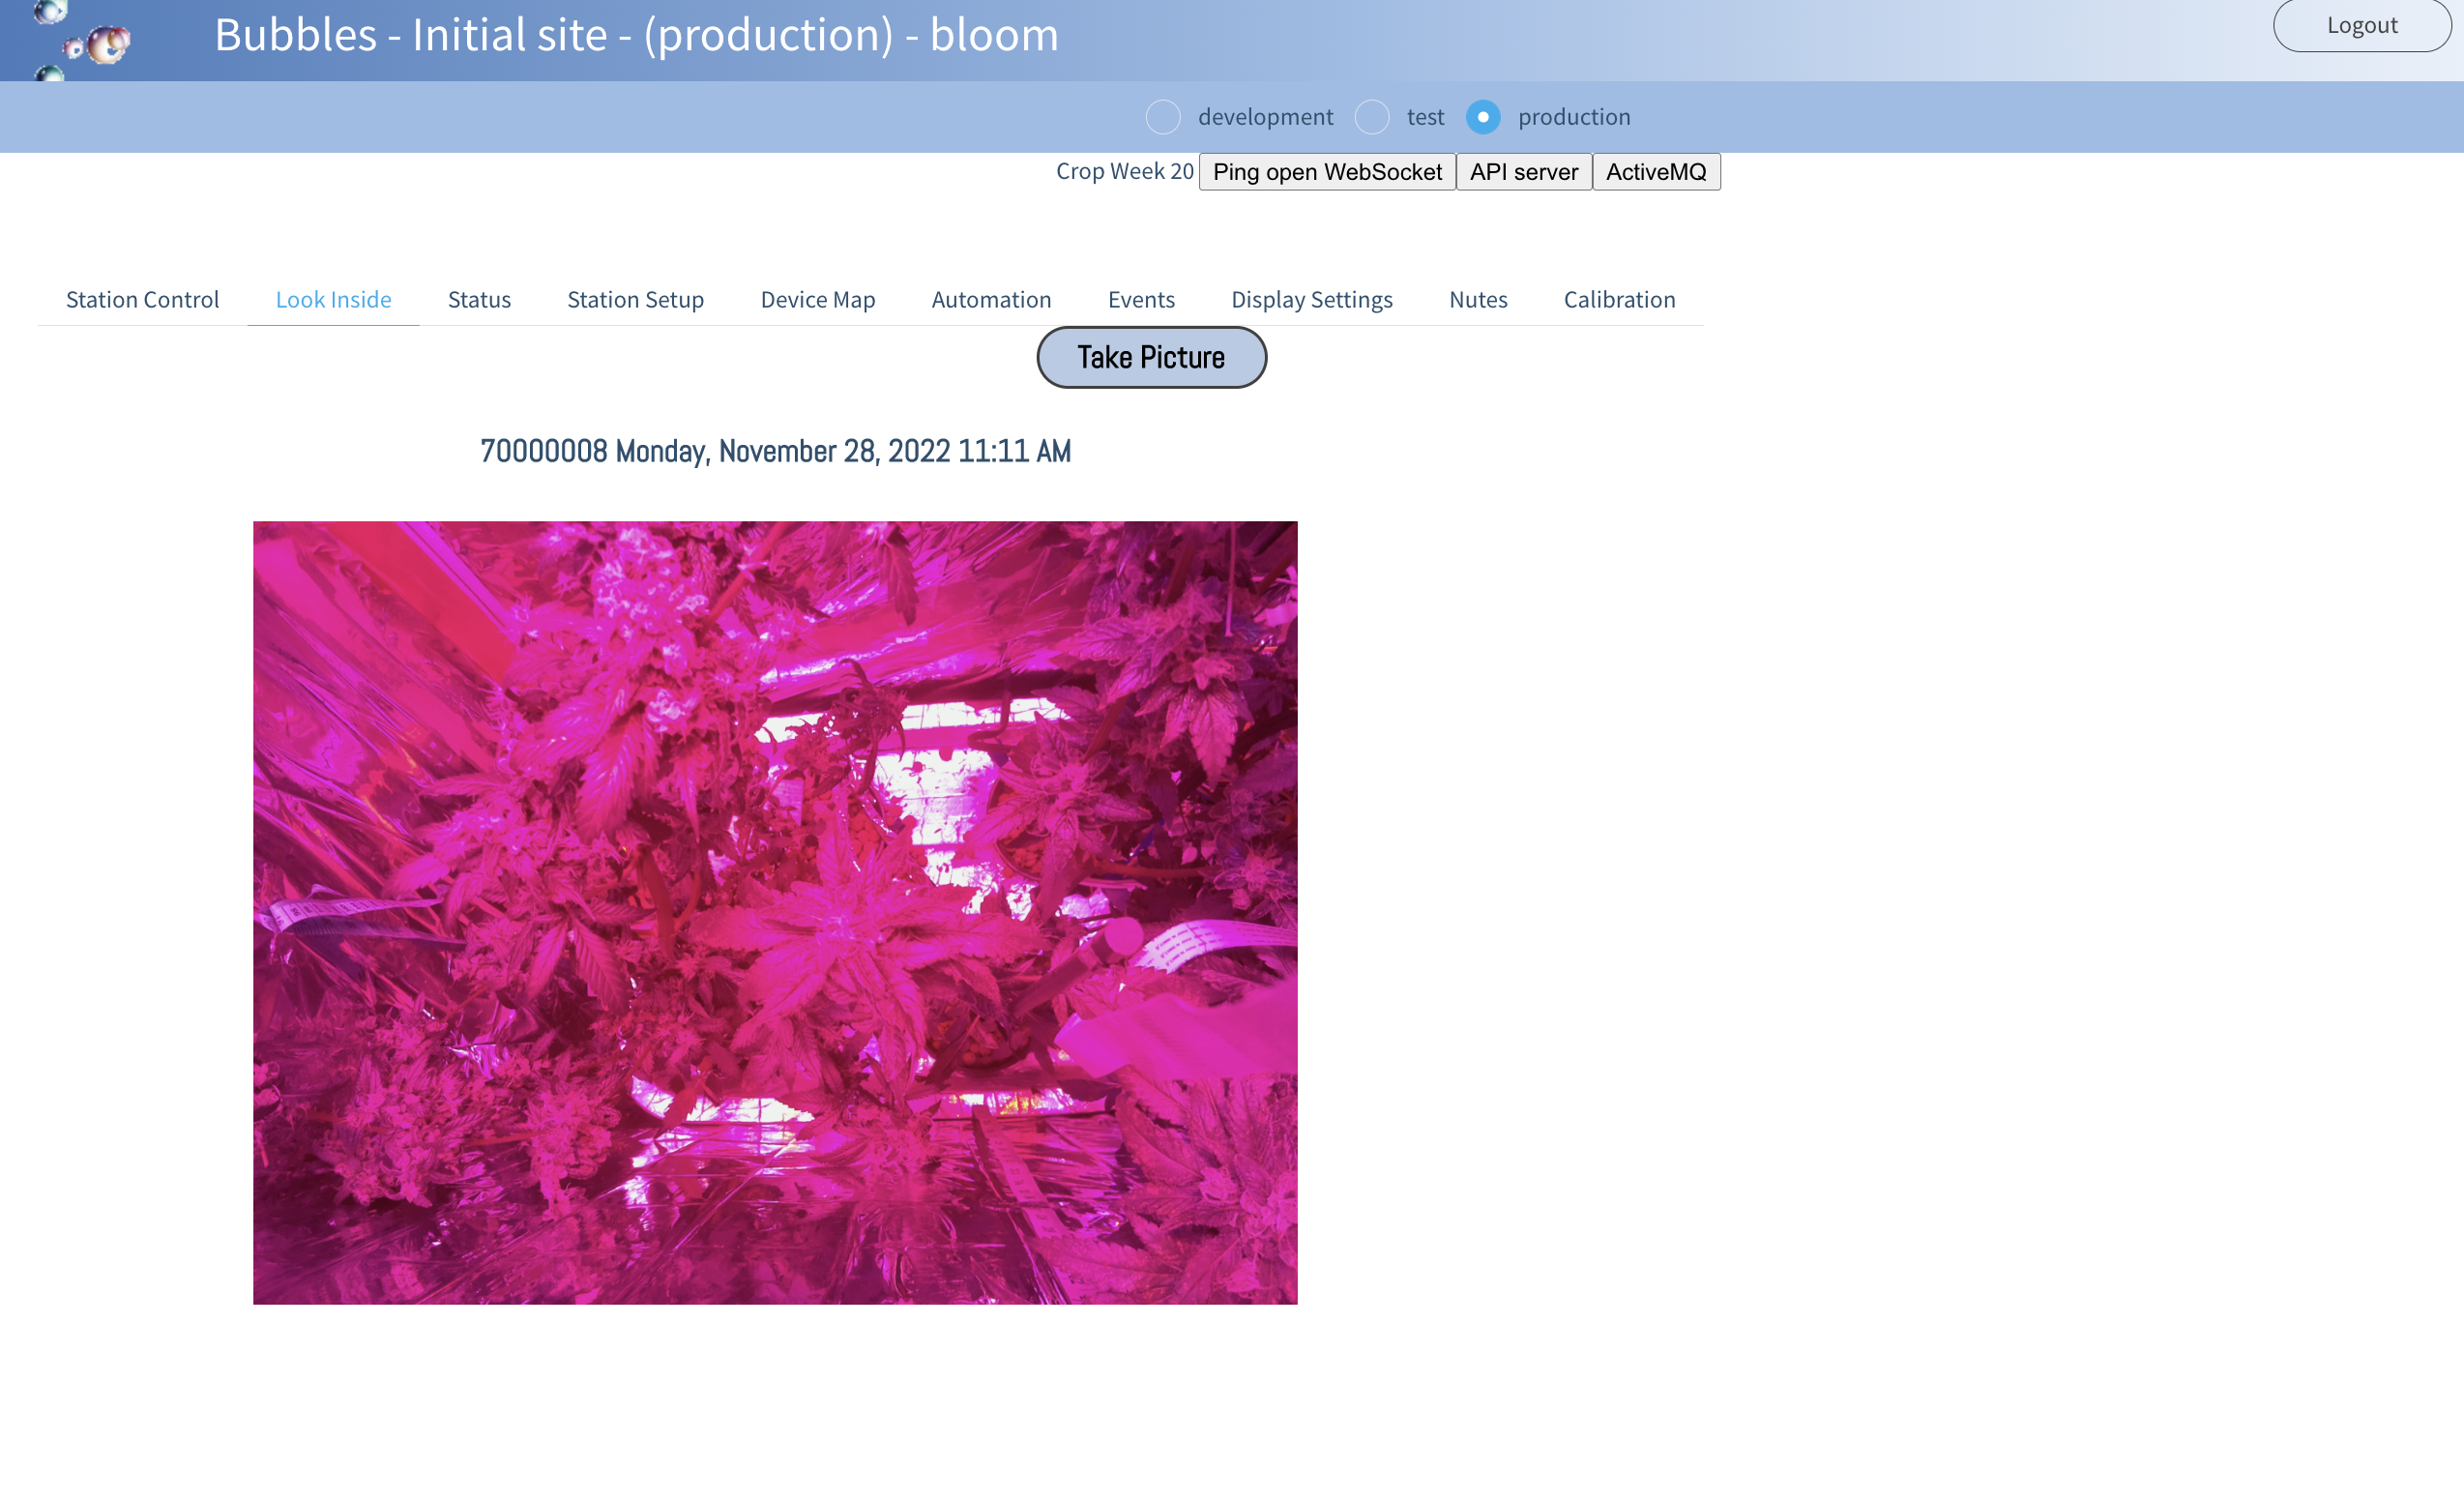 Bubbles - Initial site - (production) - bloom
Logout
development test production
Crop Week 20 Ping open WebSocket API server ActiveMQ
Station Control Look Inside Status Station Setup Device Map Automation Events Display Settings Nutes Calibration
Take Picture
70000008 Monday, November 28, 2022 11:11 AM